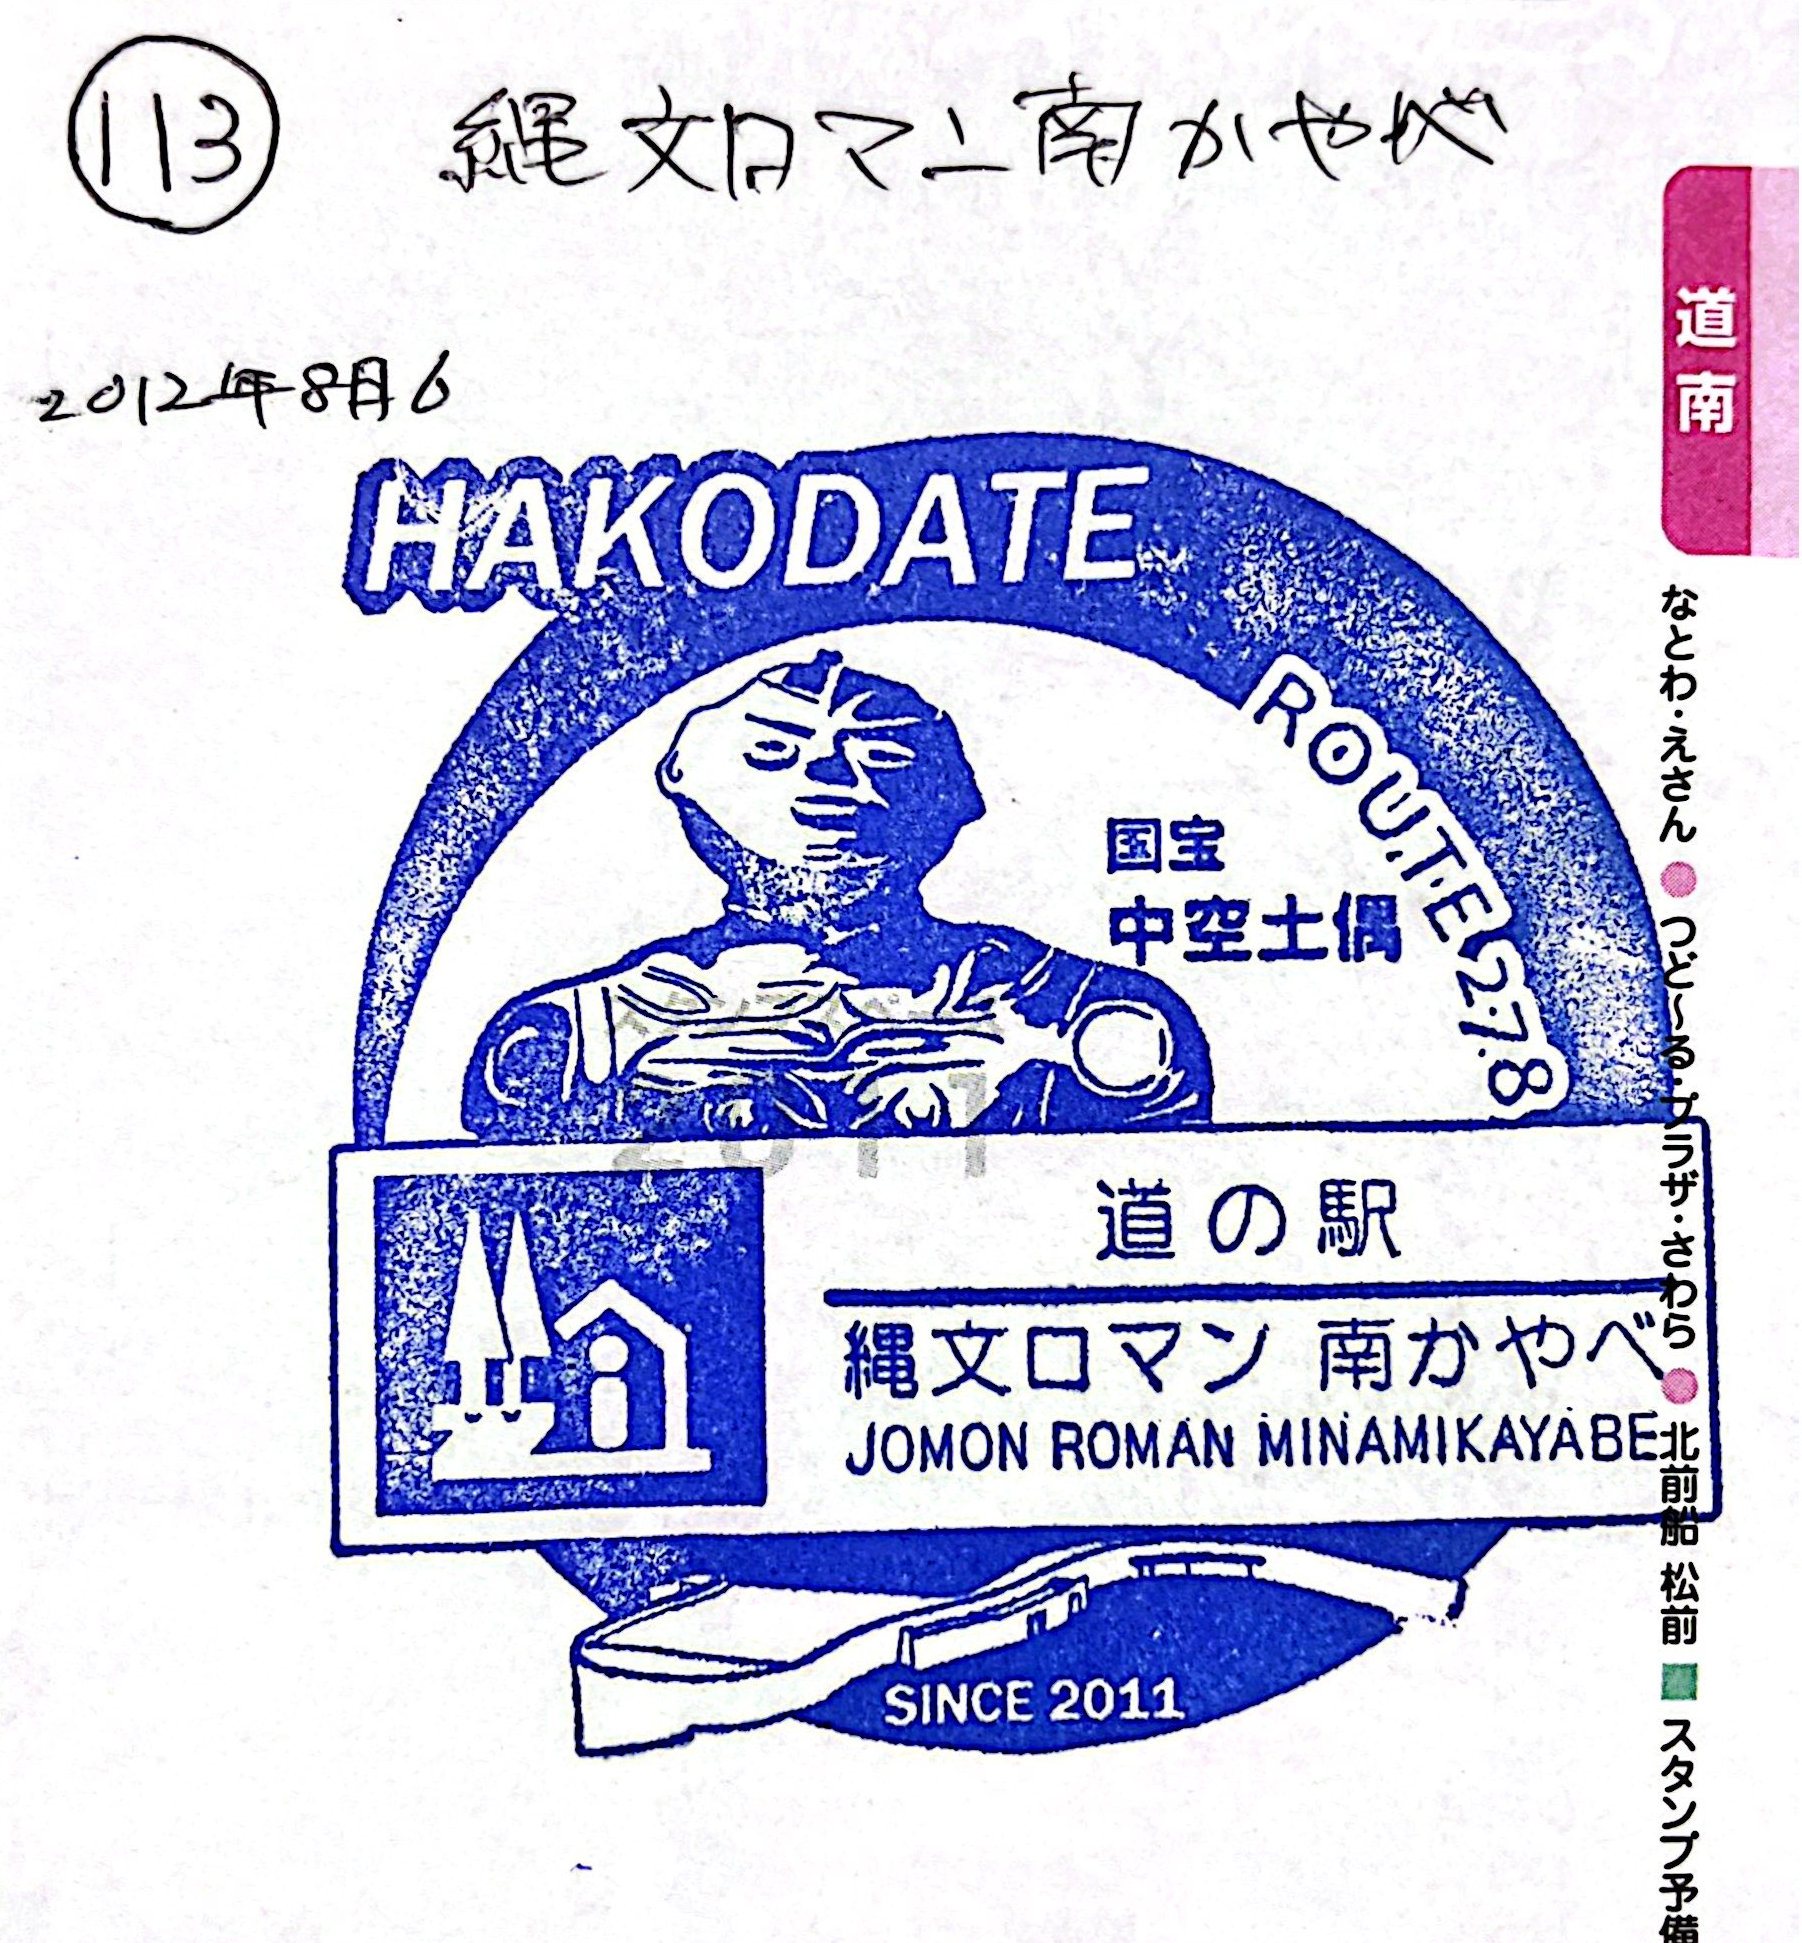 113
縄文ロマン南かやべ
2012年8月6
道南
なとわ・えさん ● つど〜る・プラザ・さわら ● 北前船 松前 ■ スタンプ予備
HAKODATE
ROUTE278
国宝
中空土偶
2011
道の駅
縄文ロマン 南かやべ
JOMON ROMAN MINAMIKAYABE
SINCE 2011